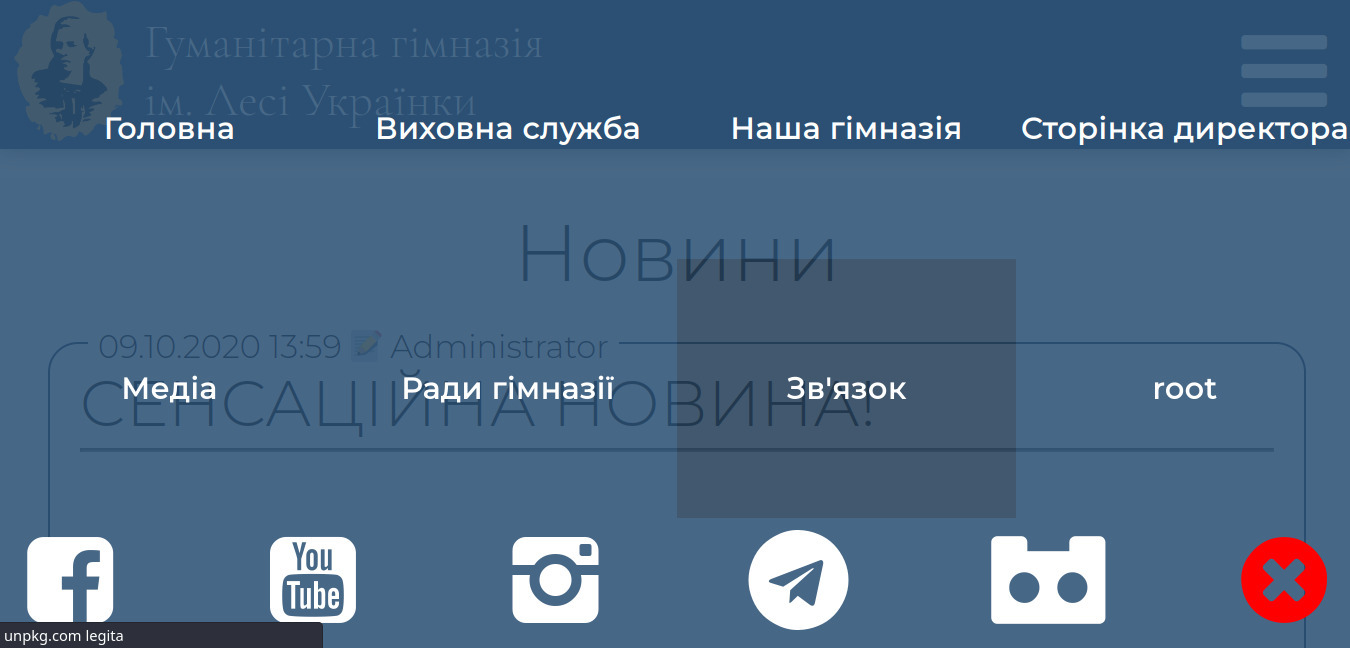 Гуманітарна гімназія
ім. Лесі Українки
Головна
Виховна служба
Наша гімназія
Сторінка директора
Новини
09.10.2020 13:59 📝 Administrator
СЕНСАЦІЙНА НОВИНА!
Медіа
Ради гімназії
Зв'язок
root
You
Tube
unpkg.com legita